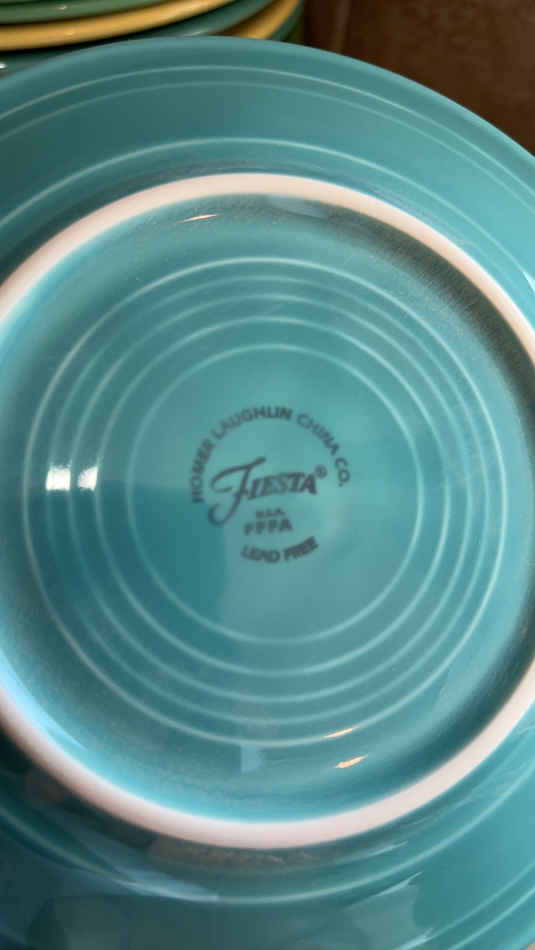 HOMER LAUGHLIN CHINA CO.
FIESTA®
U.S.A.
FFFA
LEAD FREE